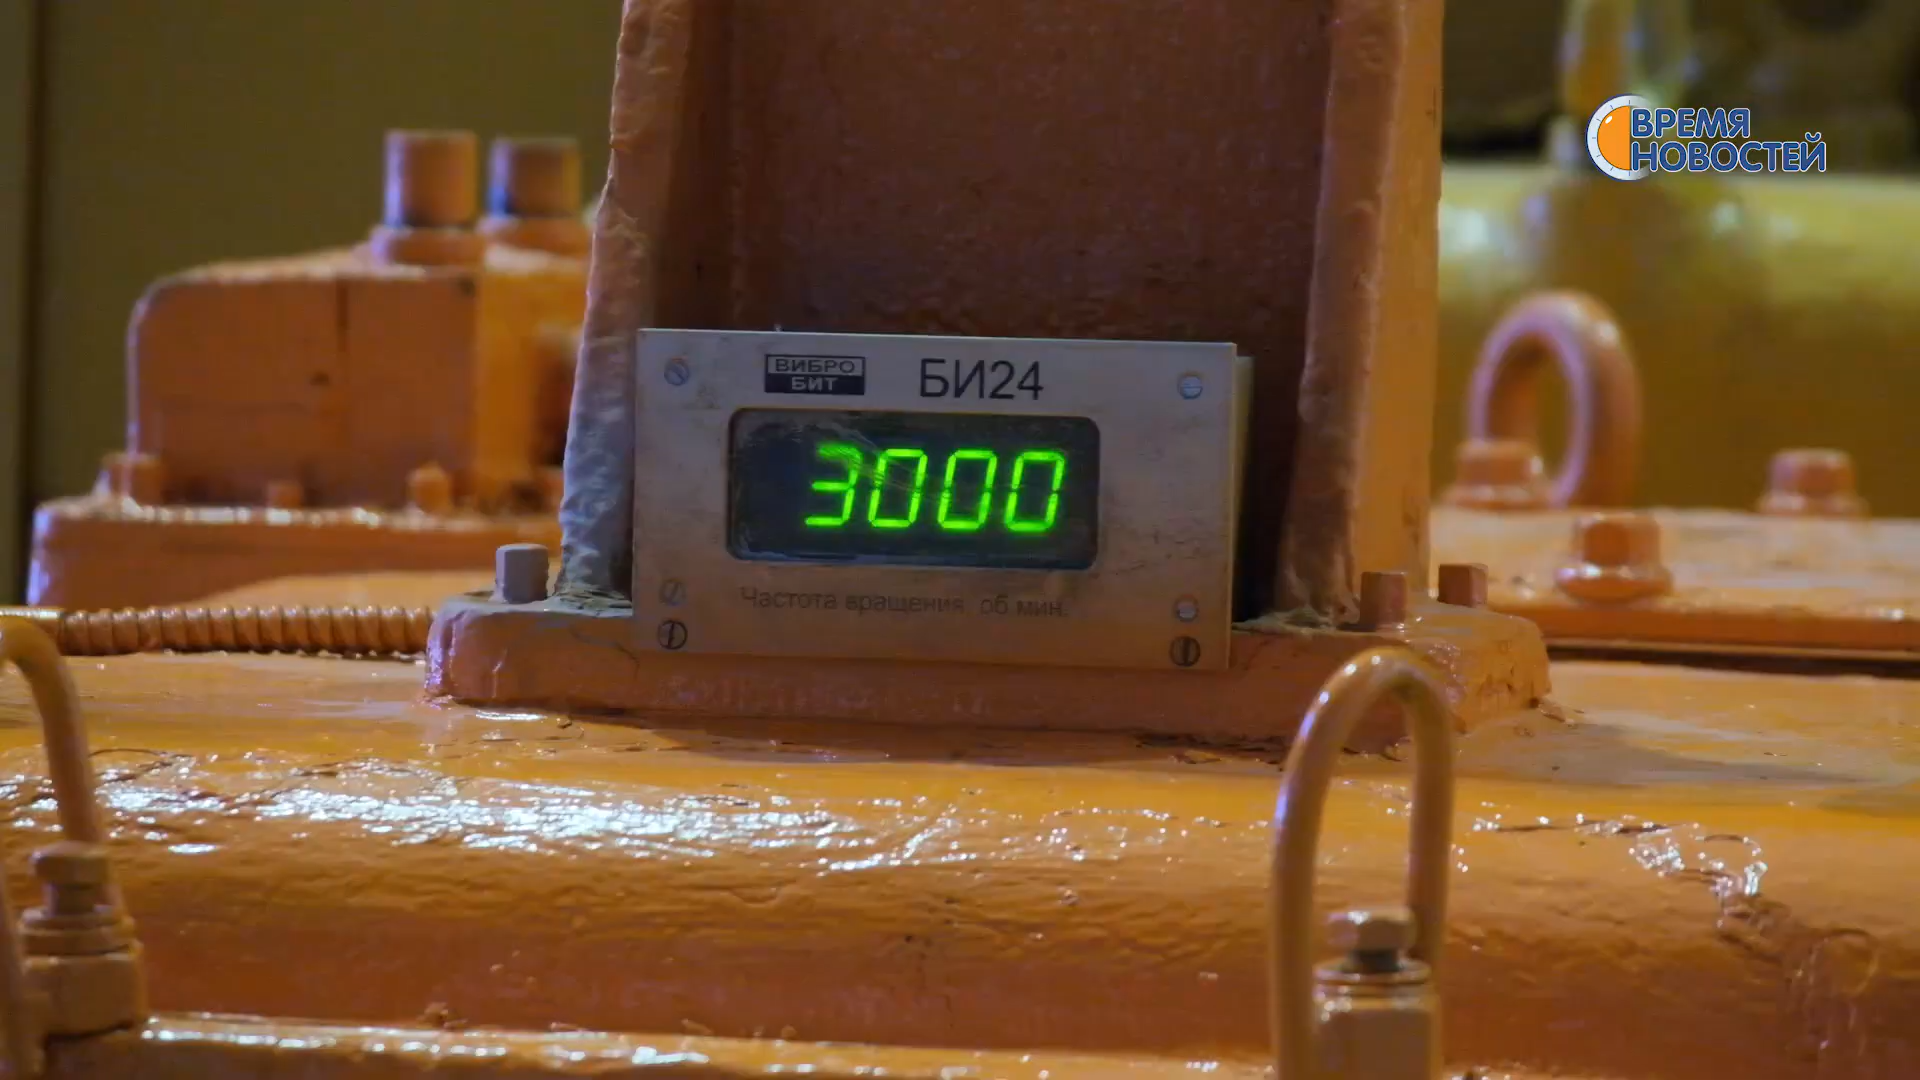 ВРЕМЯ
НОВОСТЕЙ
ВИБРО
БИТ
БИ24
3000
Частота вращения об.мин.